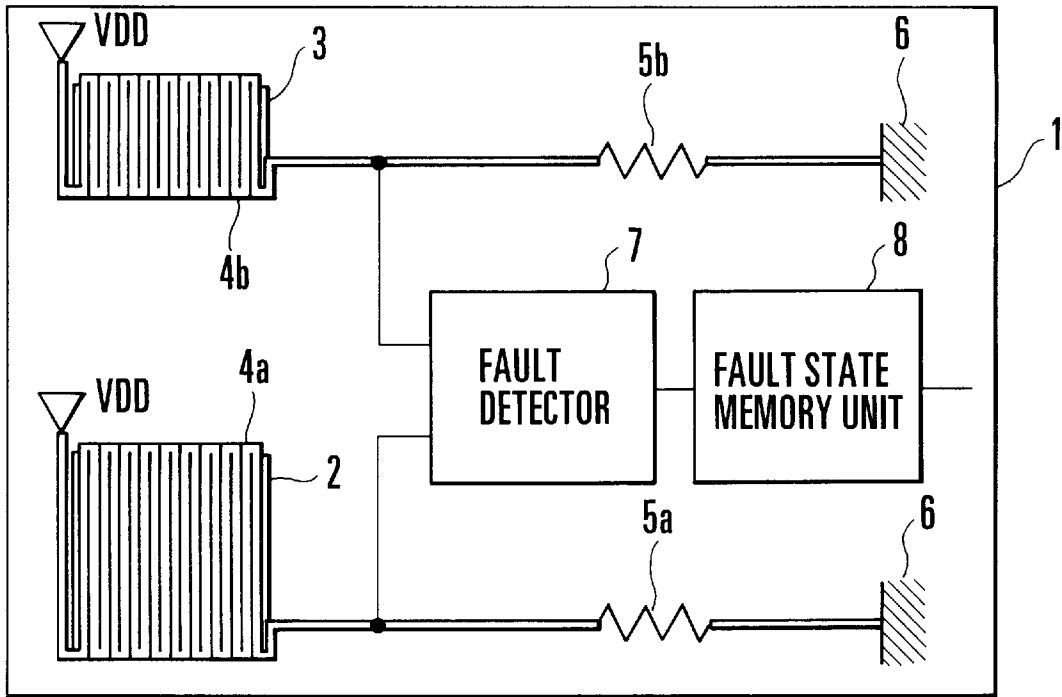 VDD
3
5b
6
1
4b
7
8
FAULT
DETECTOR
FAULT STATE
MEMORY UNIT
VDD
4a
2
5a
6